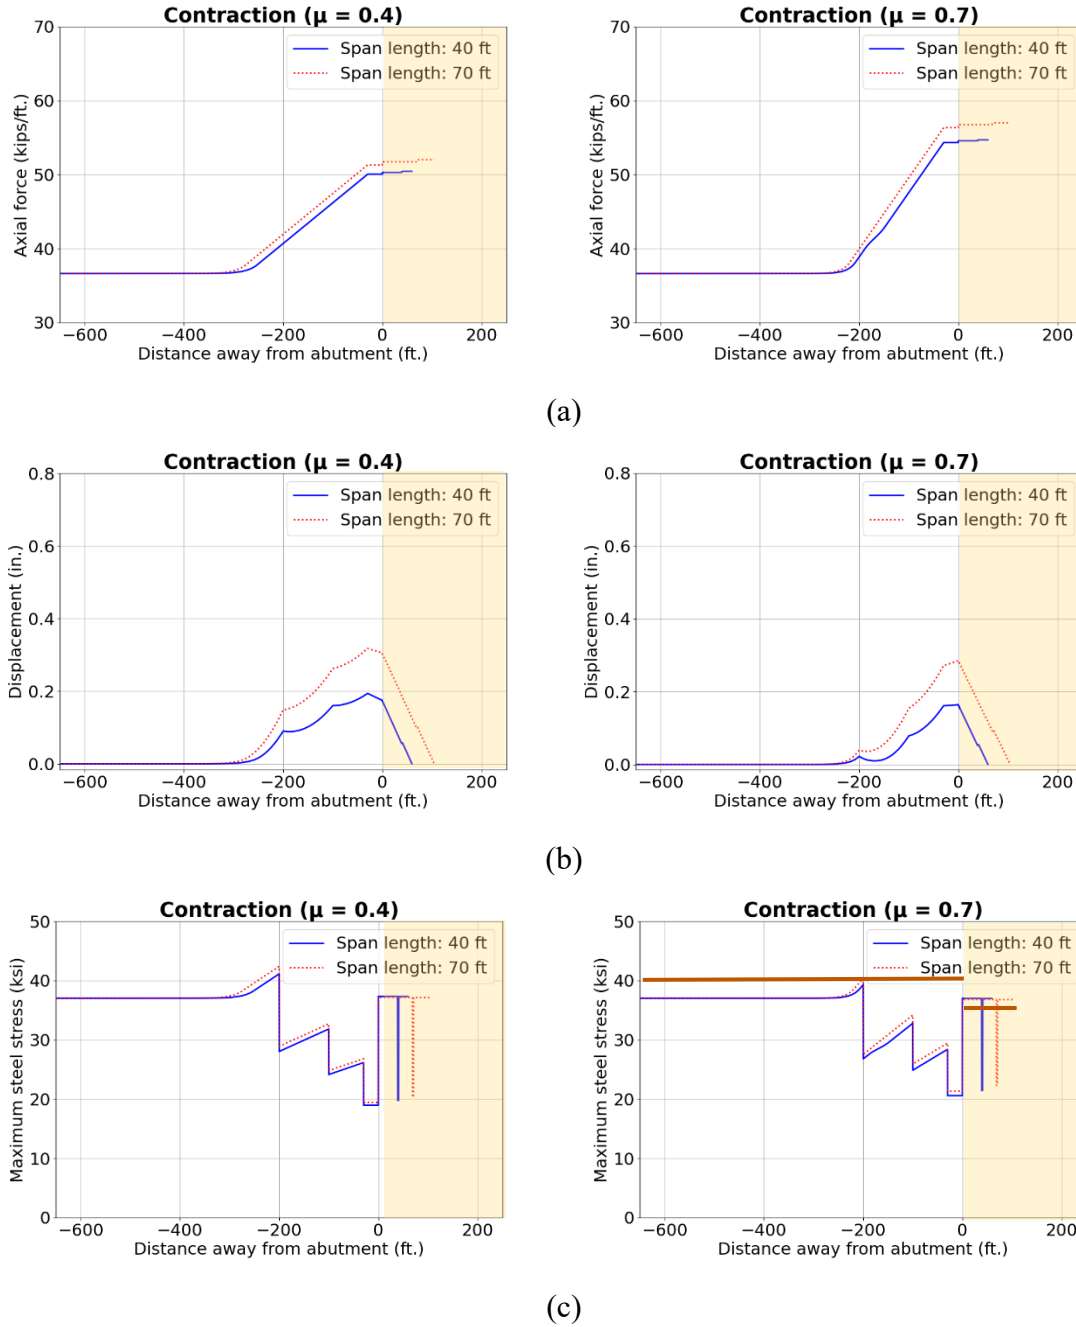 Contraction (μ = 0.4)
Axial force (kips/ft.)
70
60
50
40
30
Span length: 40 ft
Span length: 70 ft
−600 −400 −200 0 200
Distance away from abutment (ft.)
Contraction (μ = 0.7)
Axial force (kips/ft.)
70
60
50
40
30
Span length: 40 ft
Span length: 70 ft
−600 −400 −200 0 200
Distance away from abutment (ft.)
(a)
Contraction (μ = 0.4)
Displacement (in.)
0.8
0.6
0.4
0.2
0.0
Span length: 40 ft
Span length: 70 ft
−600 −400 −200 0 200
Distance away from abutment (ft.)
Contraction (μ = 0.7)
Displacement (in.)
0.8
0.6
0.4
0.2
0.0
Span length: 40 ft
Span length: 70 ft
−600 −400 −200 0 200
Distance away from abutment (ft.)
(b)
Contraction (μ = 0.4)
Maximum steel stress (ksi)
50
40
30
20
10
0
Span length: 40 ft
Span length: 70 ft
−600 −400 −200 0 200
Distance away from abutment (ft.)
Contraction (μ = 0.7)
Maximum steel stress (ksi)
50
40
30
20
10
0
Span length: 40 ft
Span length: 70 ft
−600 −400 −200 0 200
Distance away from abutment (ft.)
(c)